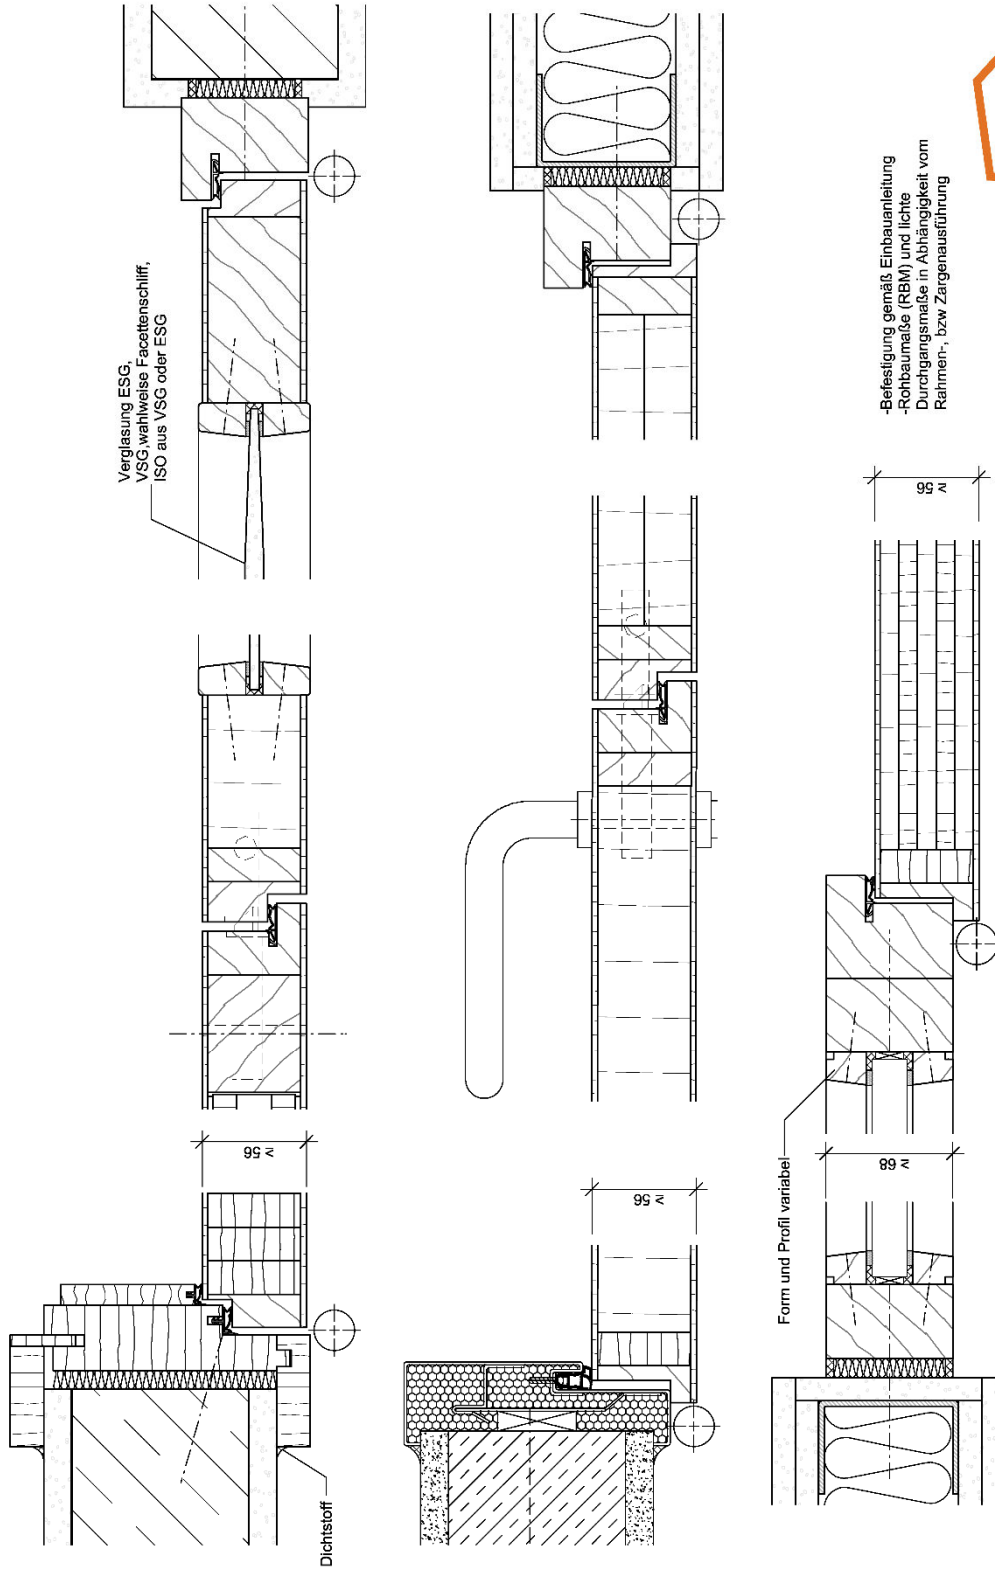 Verglasung ESG,
VSG,wahlweise Facettenschliff,
ISO aus VSG oder ESG
≥ 56
Dichtstoff
≥ 56
-Befestigung gemäß Einbauanleitung
-Rohbaumaße (RBM) und lichte
Durchgangsmaße in Abhängigkeit vom
Rahmen-, bzw Zargenausführung
≥ 56
Form und Profil variabel
≥ 68